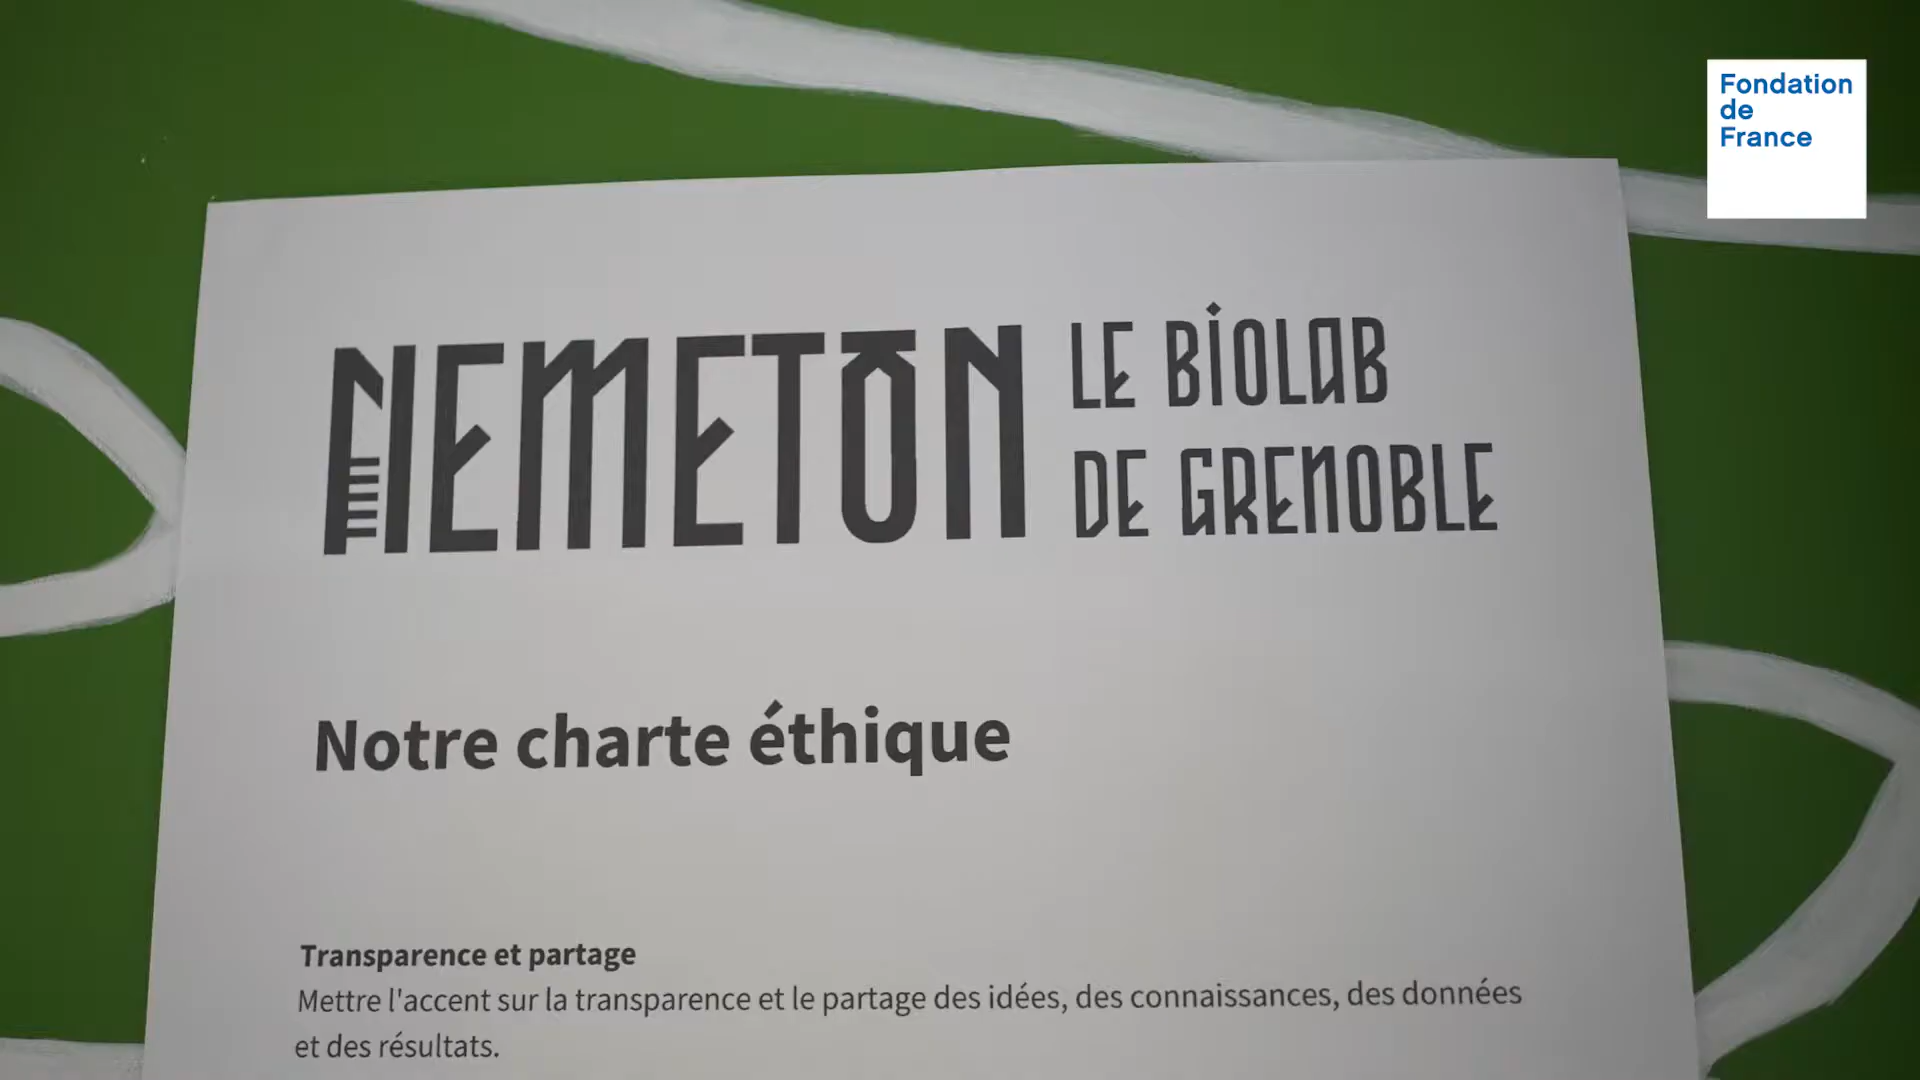 Fondation
de
France
NEMETON
LE BIOLAB
DE GRENOBLE
Notre charte éthique
Transparence et partage
Mettre l'accent sur la transparence et le partage des idées, des connaissances, des données
et des résultats.